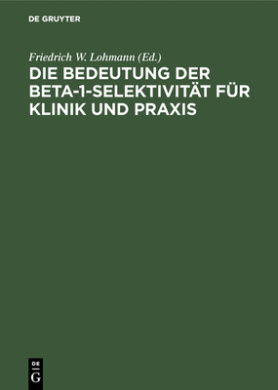 DE GRUYTER
Friedrich W. Lohmann (Ed.)
DIE BEDEUTUNG DER
BETA-1-SELEKTIVITÄT FÜR
KLINIK UND PRAXIS
DE
G